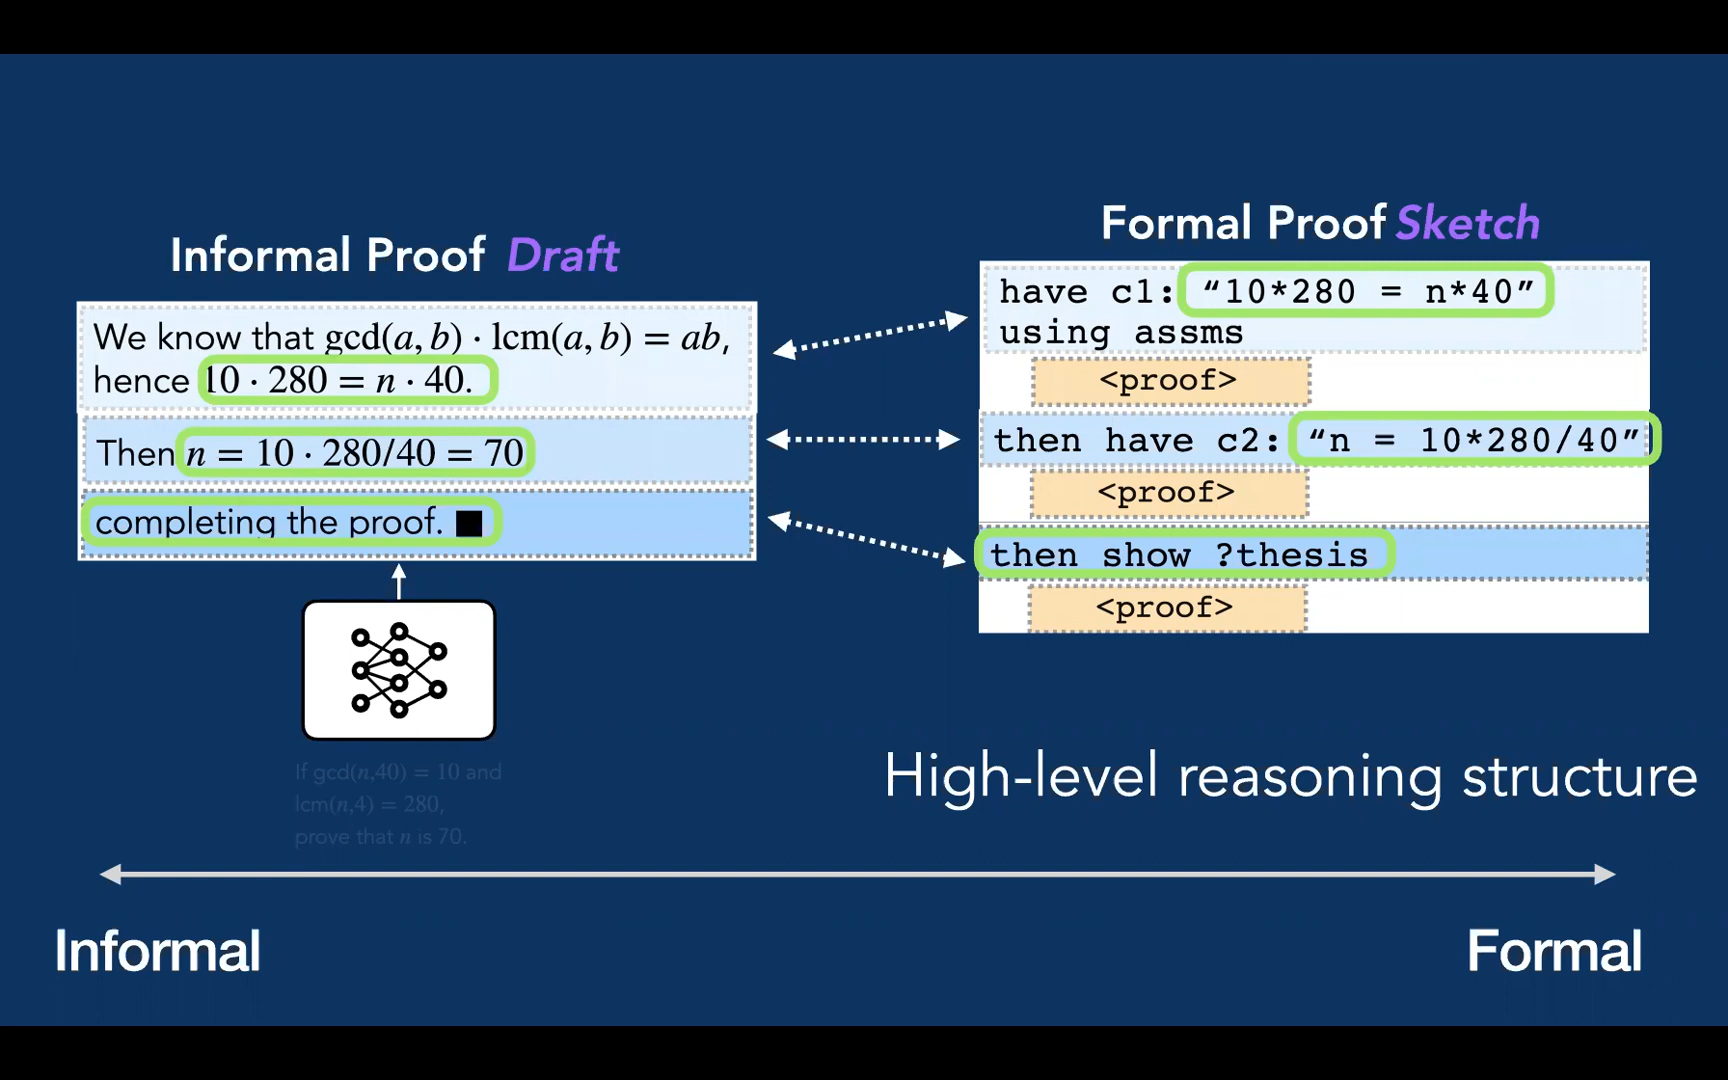 Informal Proof Draft
We know that gcd(a, b) · lcm(a, b) = ab,
hence 10 · 280 = n · 40.
Then n = 10 · 280/40 = 70
completing the proof. ■
If gcd(n,40) = 10 and
lcm(n,4) = 280,
prove that n is 70.
Formal Proof Sketch
have c1: “10*280 = n*40”
using assms
<proof>
then have c2: “n = 10*280/40”
<proof>
then show ?thesis
<proof>
High-level reasoning structure
Informal
Formal